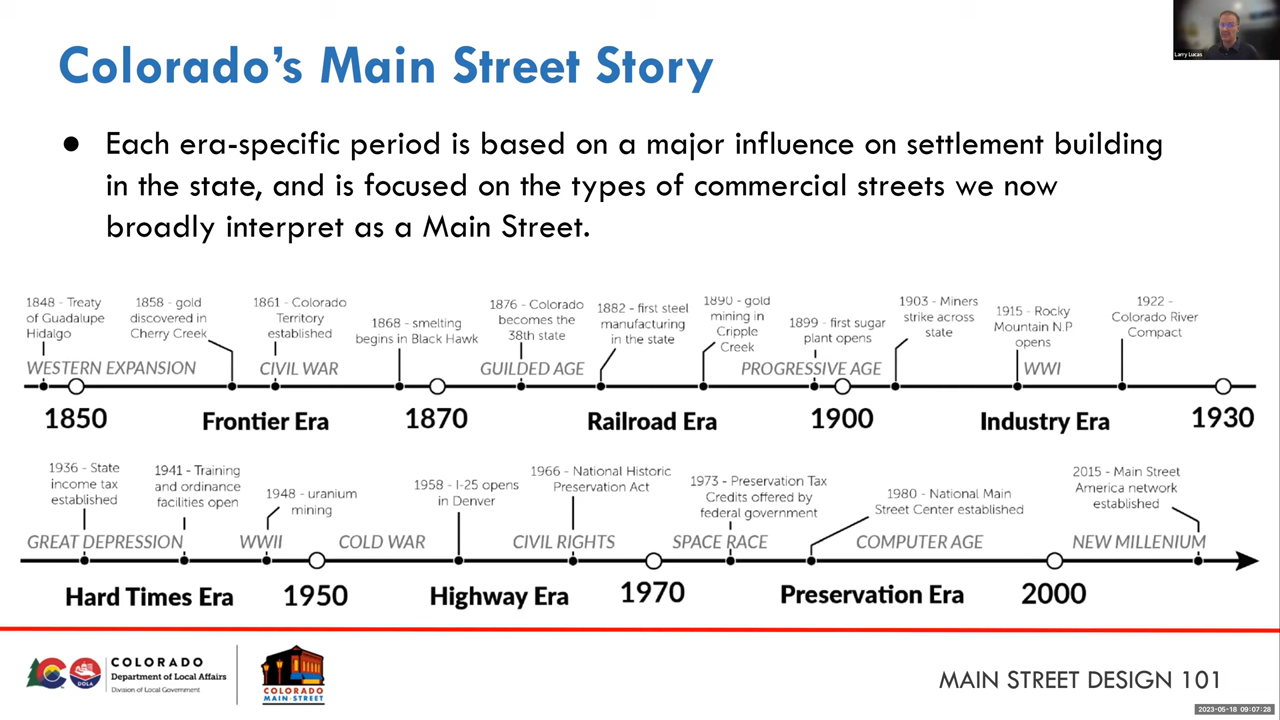 Colorado's Main Street Story
Larry Lucas
● Each era-specific period is based on a major influence on settlement building
in the state, and is focused on the types of commercial streets we now
broadly interpret as a Main Street.
1848 - Treaty
of Guadalupe
Hidalgo
1858 - gold
discovered in
Cherry Creek
1861 - Colorado
Territory
established
1868 - smelting
begins in Black Hawk
1876 - Colorado
becomes the
38th state
1882 - first steel
manufacturing
in the state
1890 - gold
mining in
Cripple
Creek
1899 - first sugar
plant opens
1903 - Miners
strike across
state
1915 - Rocky
Mountain N.P
opens
1922 -
Colorado River
Compact
WESTERN EXPANSION
CIVIL WAR
GUILDED AGE
PROGRESSIVE AGE
WWI
1850
Frontier Era
1870
Railroad Era
1900
Industry Era
1930
1936 - State
income tax
established
1941 - Training
and ordinance
facilities open
1948 - uranium
mining
1958 - I-25 opens
in Denver
1966 - National Historic
Preservation Act
1973 - Preservation Tax
Credits offered by
federal government
1980 - National Main
Street Center established
2015 - Main Street
America network
established
GREAT DEPRESSION
WWII
COLD WAR
CIVIL RIGHTS
SPACE RACE
COMPUTER AGE
NEW MILLENIUM
Hard Times Era
1950
Highway Era
1970
Preservation Era
2000
DOLA
COLORADO
Department of Local Affairs
Division of Local Government
COLORADO
MAIN STREET
MAIN STREET DESIGN 101
2023-05-18 09:07:28